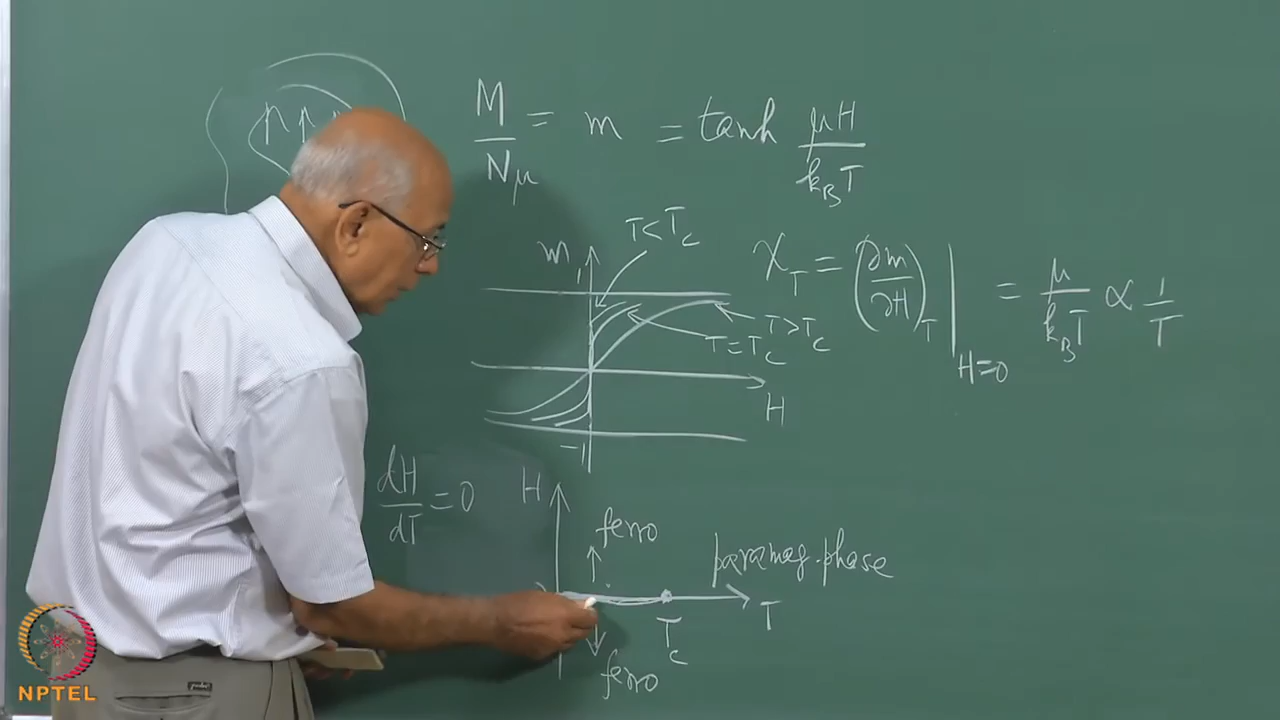 M/Nμ = m = tanh μH/k_BT
m
1
T<T_c
T>T_c
T=T_c
H
-1
χ_T = (∂m/∂H)_T |_H=0 = μ/k_BT ∝ 1/T
dH/dT = 0
H
ferro
paramag. phase
T_c
T
ferro
NPTEL